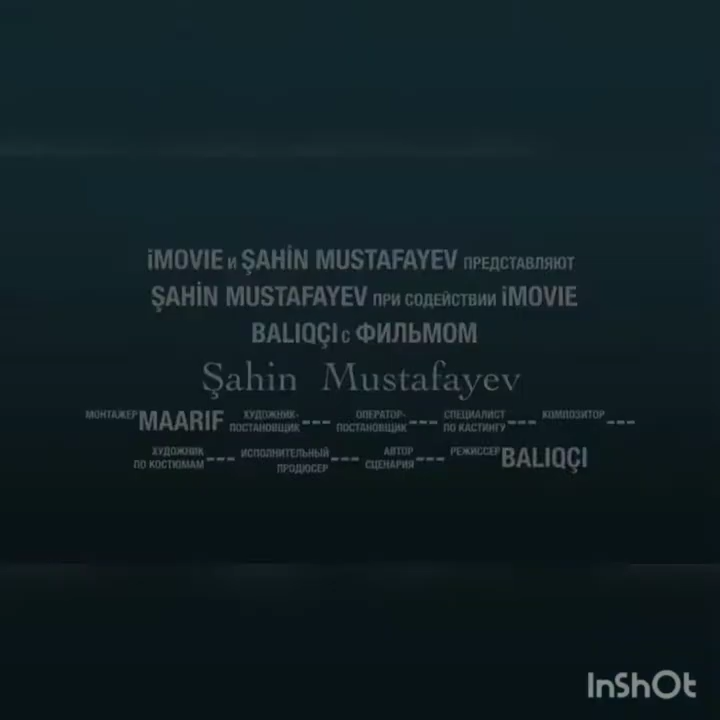 iMOVIE И ŞAHİN MUSTAFAYEV ПРЕДСТАВЛЯЮТ
ŞAHİN MUSTAFAYEV ПРИ СОДЕЙСТВИИ iMOVIE
BALIQÇI С ФИЛЬМОМ
Şahin Mustafayev
МОНТАЖЕР MAARIF ХУДОЖНИК-ПОСТАНОВЩИК --- ОПЕРАТОР-ПОСТАНОВЩИК --- СПЕЦИАЛИСТ ПО КАСТИНГУ --- КОМПОЗИТОР ---
ХУДОЖНИК ПО КОСТЮМАМ --- ИСПОЛНИТЕЛЬНЫЙ ПРОДЮСЕР --- АВТОР СЦЕНАРИЯ --- РЕЖИССЕР BALIQÇI
InShOt